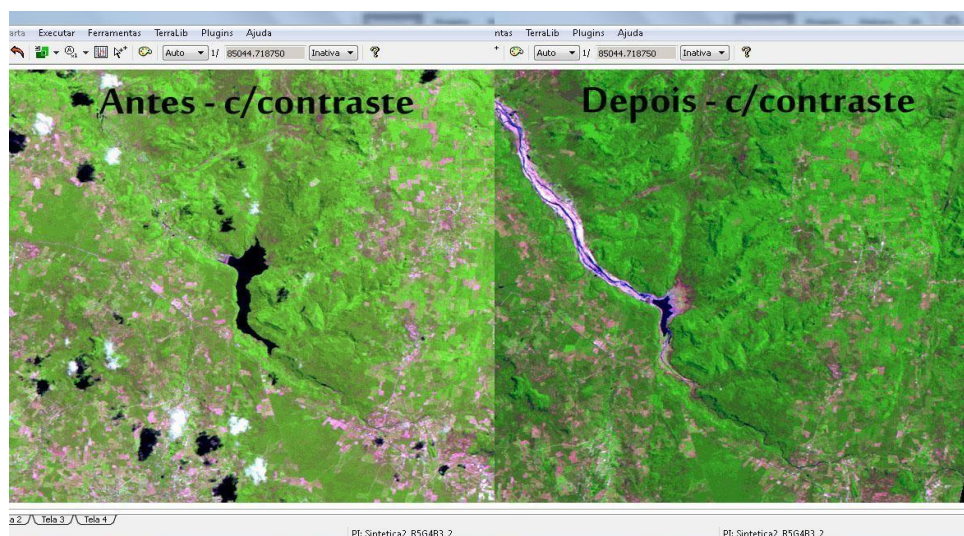 arta Executar Ferramentas TerraLib Plugins Ajuda
ntas TerraLib Plugins Ajuda
Auto 1/ 85044.718750 Inativa ?
Auto 1/ 85044.718750 Inativa ?
Antes - c/contraste
Depois - c/contraste
a 2 Tela 3 Tela 4
PI: Sintetica2_R5G4B3_2
PI: Sintetica2_R5G4B3_2